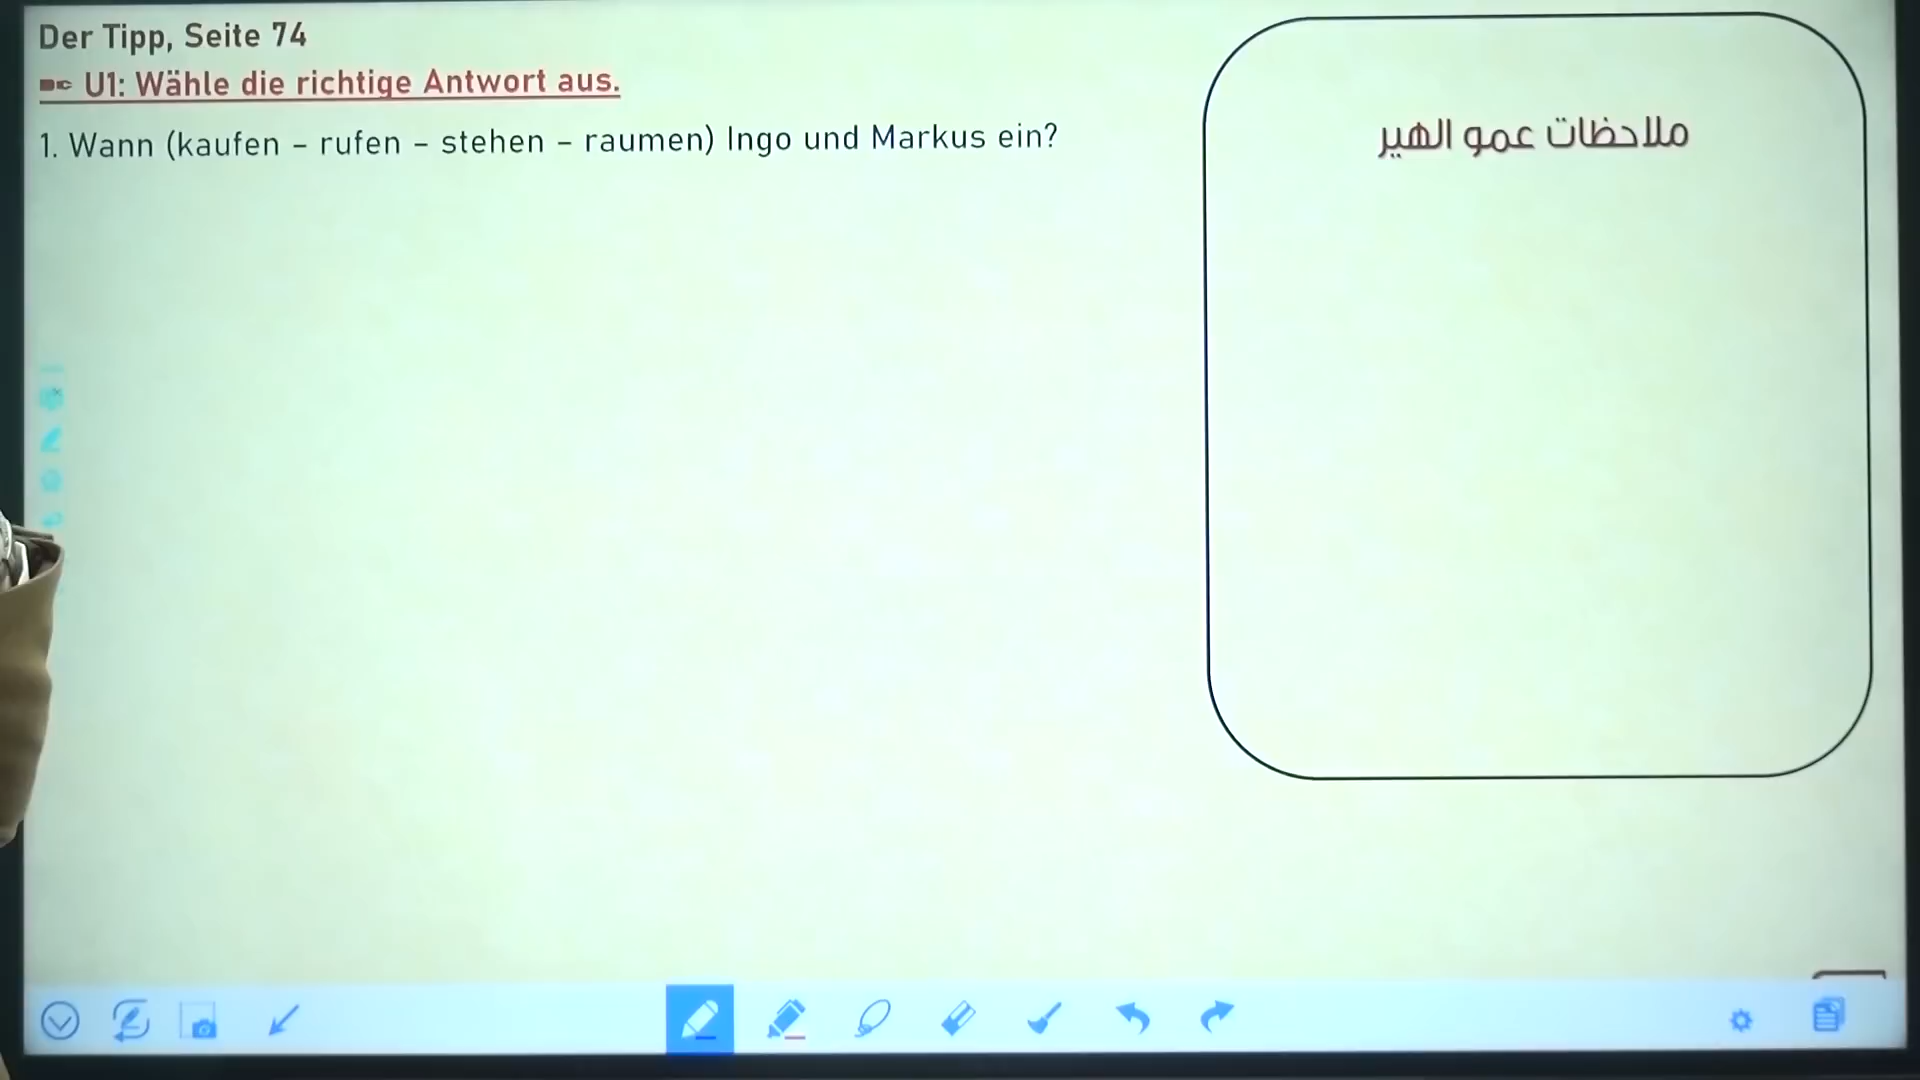 Der Tipp, Seite 74
U1: Wähle die richtige Antwort aus.
1. Wann (kaufen – rufen – stehen – raumen) Ingo und Markus ein?
ملاحظات عمو الهير